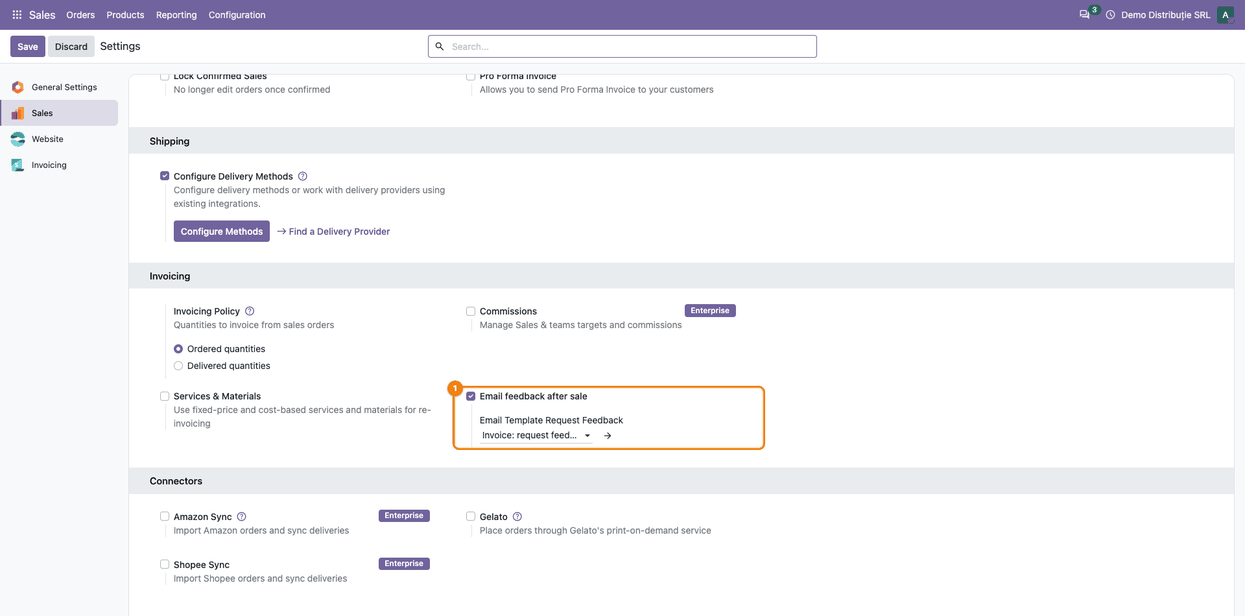 Sales Orders Products Reporting Configuration 3 Demo Distribuție SRL A
Save Discard Settings Search...
General Settings
Sales
Website
Invoicing
Lock Confirmed Sales
No longer edit orders once confirmed
Pro Forma Invoice
Allows you to send Pro Forma Invoice to your customers
Shipping
Configure Delivery Methods ?
Configure delivery methods or work with delivery providers using
existing integrations.
Configure Methods → Find a Delivery Provider
Invoicing
Invoicing Policy ?
Quantities to invoice from sales orders
Ordered quantities
Delivered quantities
Commissions Enterprise
Manage Sales & teams targets and commissions
Services & Materials
Use fixed-price and cost-based services and materials for re-
invoicing
1
Email feedback after sale
Email Template Request Feedback
Invoice: request feed...
Connectors
Amazon Sync ? Enterprise
Import Amazon orders and sync deliveries
Gelato ?
Place orders through Gelato's print-on-demand service
Shopee Sync Enterprise
Import Shopee orders and sync deliveries